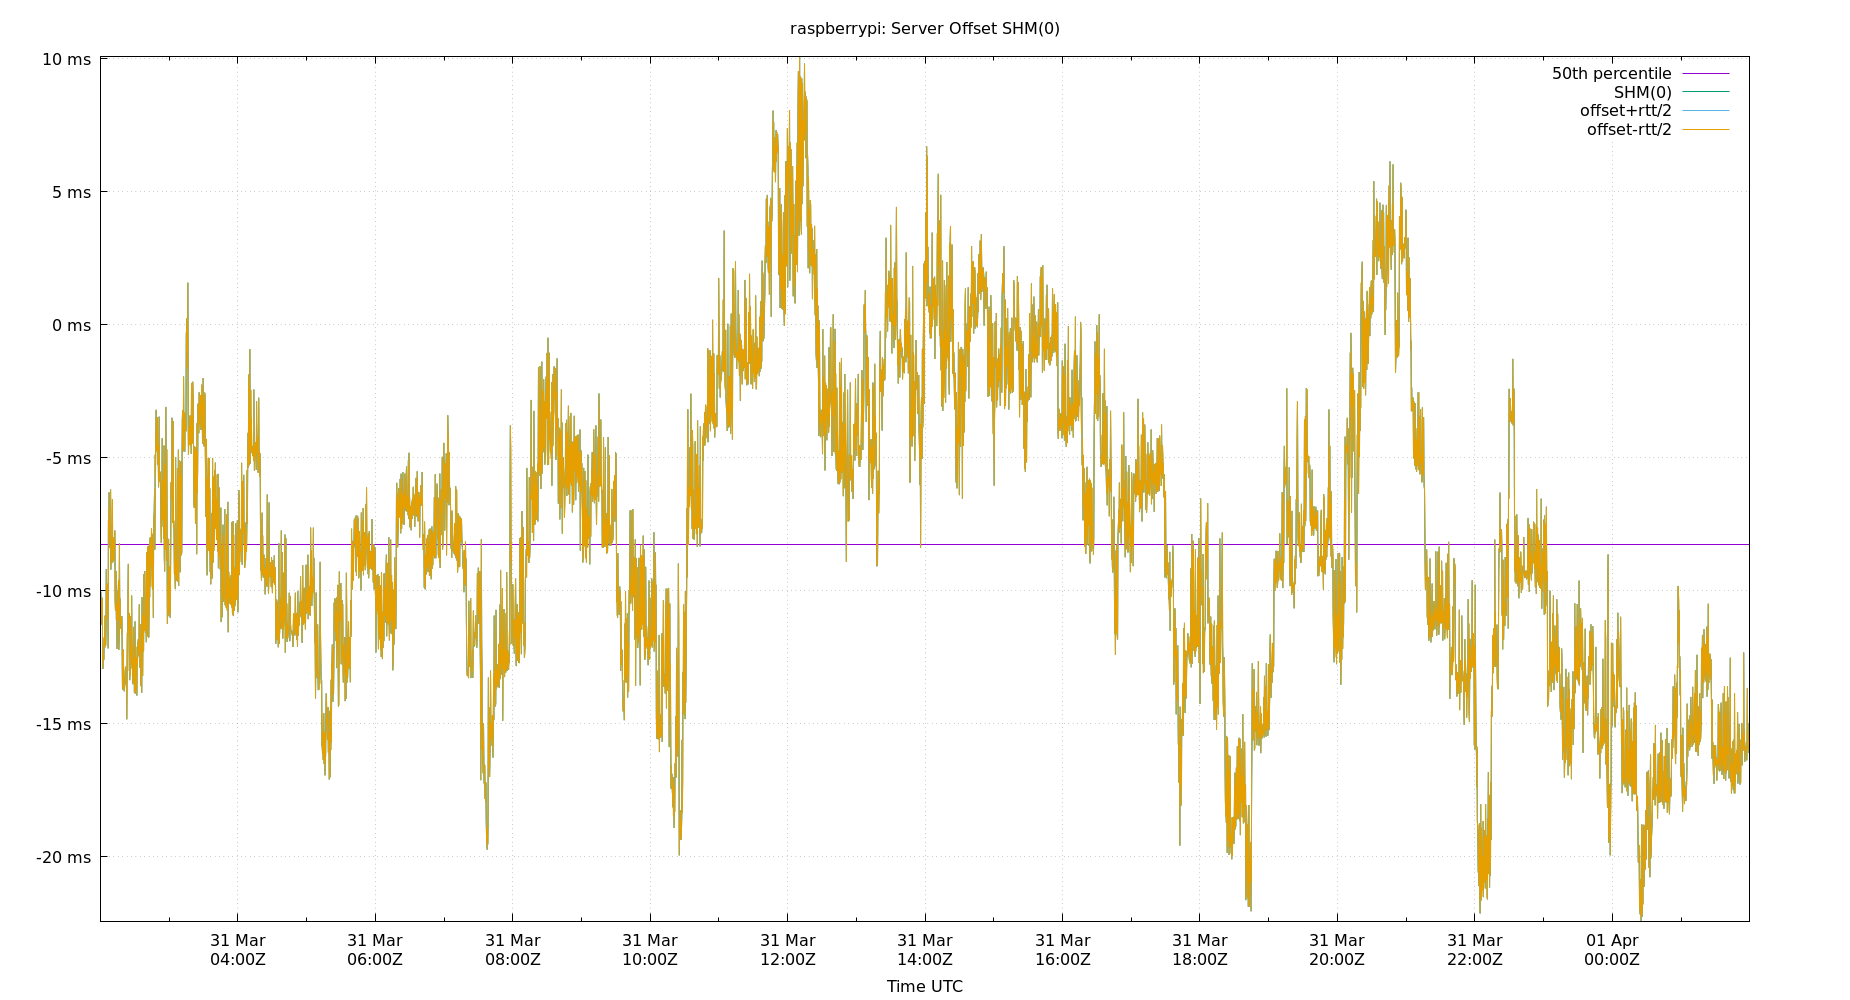 raspberrypi: Server Offset SHM(0)
50th percentile
SHM(0)
offset+rtt/2
offset-rtt/2
10 ms
5 ms
0 ms
-5 ms
-10 ms
-15 ms
-20 ms
31 Mar 31 Mar 31 Mar 31 Mar 31 Mar 31 Mar 31 Mar 31 Mar 31 Mar 31 Mar 01 Apr
04:00Z 06:00Z 08:00Z 10:00Z 12:00Z 14:00Z 16:00Z 18:00Z 20:00Z 22:00Z 00:00Z
Time UTC